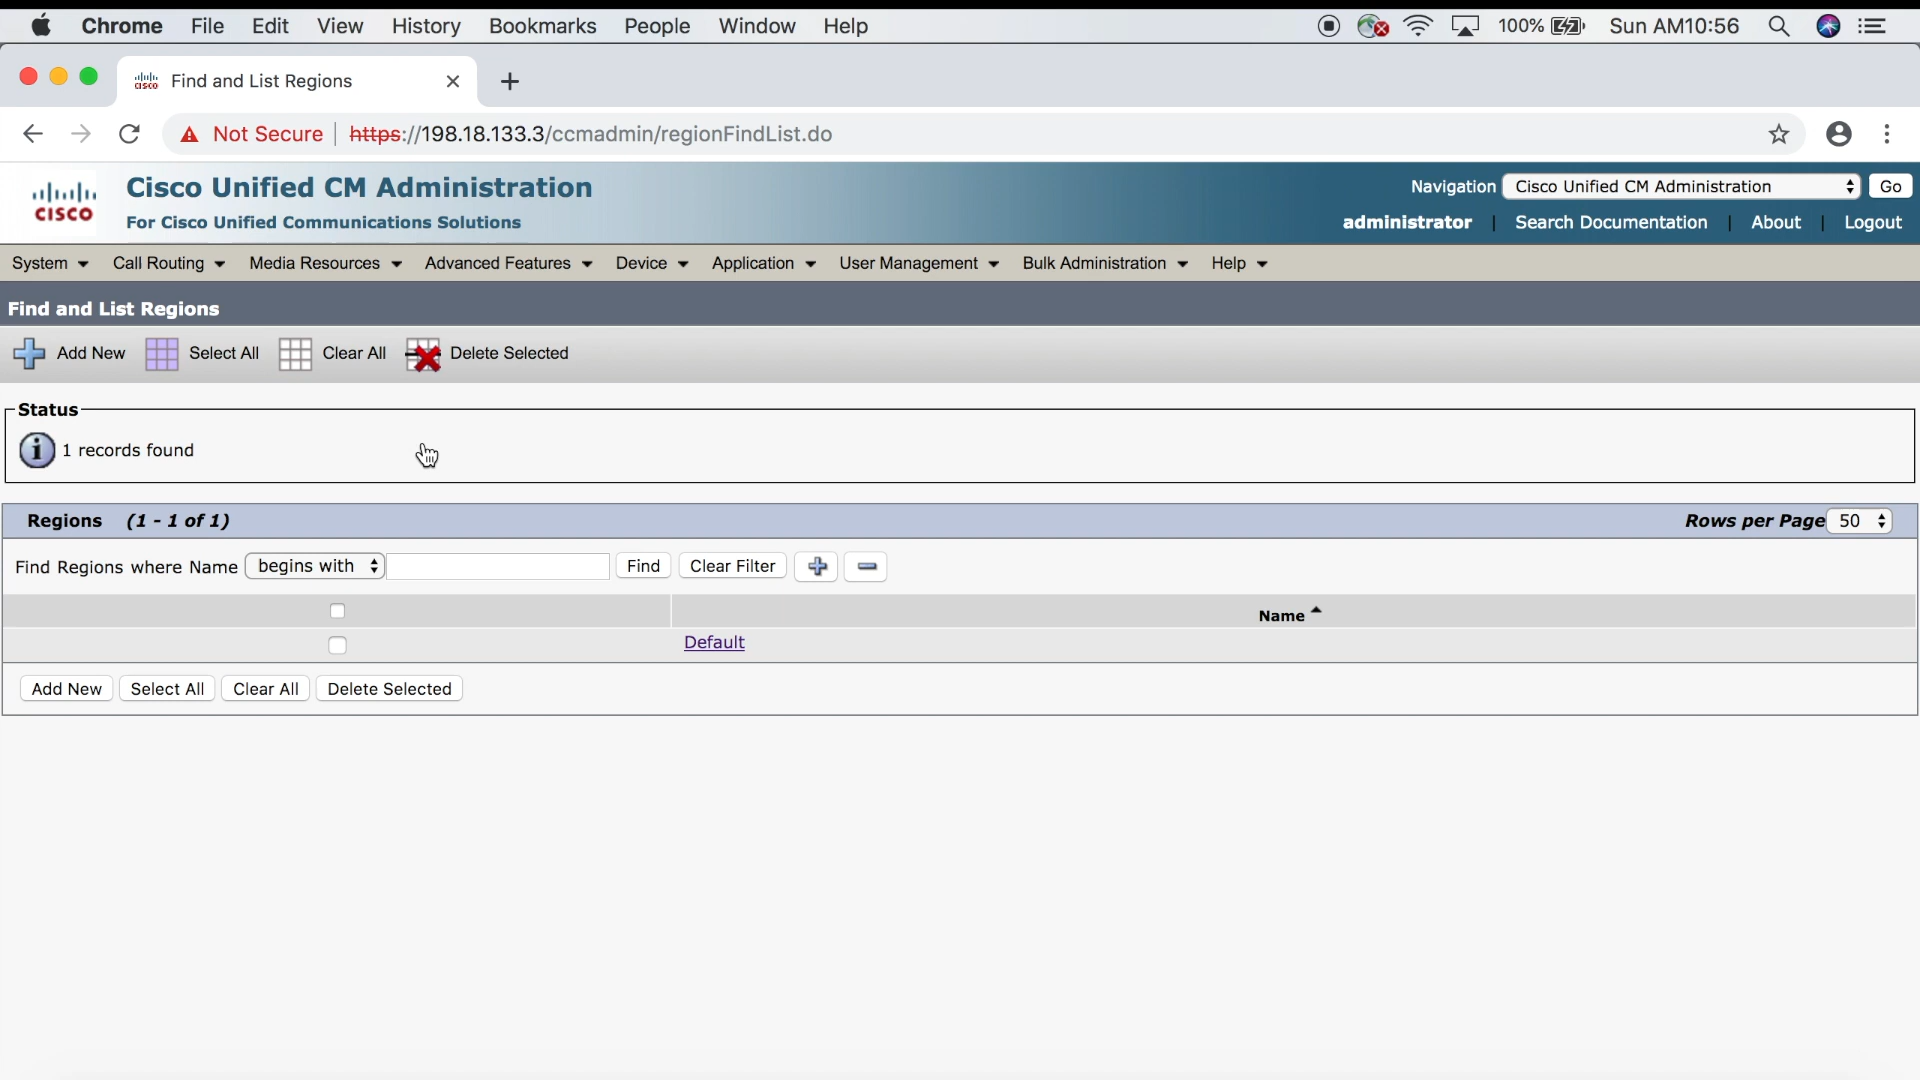 Chrome File Edit View History Bookmarks People Window Help 100% Sun AM10:56
Find and List Regions
Not Secure https://198.18.133.3/ccmadmin/regionFindList.do
CISCO
Cisco Unified CM Administration
For Cisco Unified Communications Solutions
Navigation Cisco Unified CM Administration Go
administrator | Search Documentation | About | Logout
System Call Routing Media Resources Advanced Features Device Application User Management Bulk Administration Help
Find and List Regions
Add New Select All Clear All Delete Selected
Status
1 records found
Regions (1 - 1 of 1) Rows per Page 50
Find Regions where Name begins with Find Clear Filter
Name
Default
Add New Select All Clear All Delete Selected